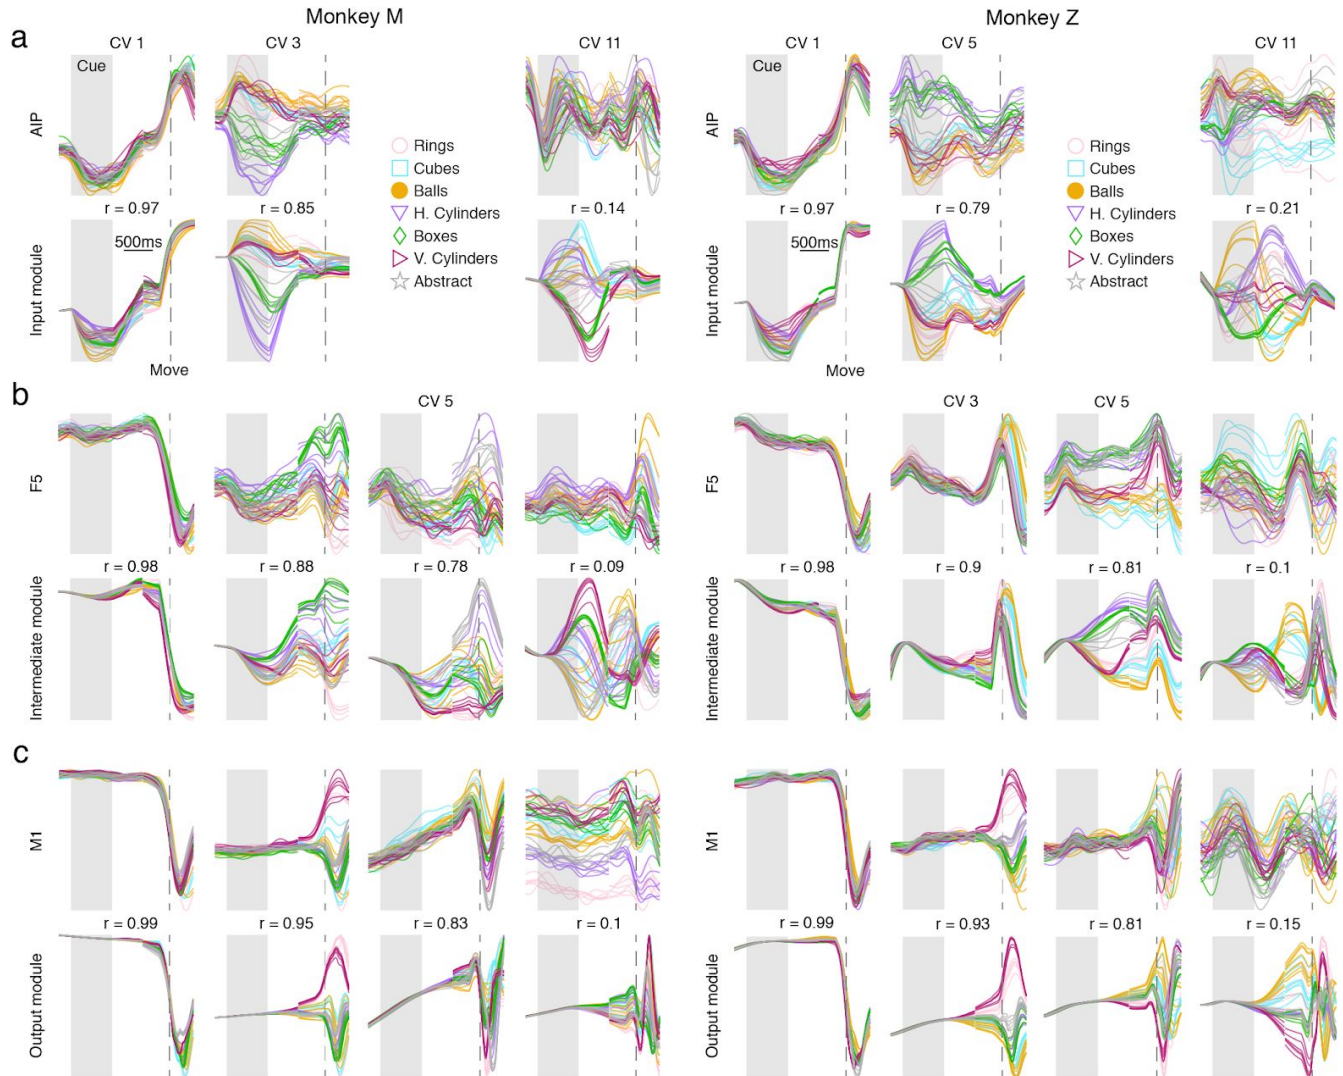 Monkey M
Monkey Z
a
CV 1
CV 3
CV 11
CV 1
CV 5
CV 11
Cue
Cue
AIP
AIP
Rings
Cubes
Balls
H. Cylinders
Boxes
V. Cylinders
Abstract
Rings
Cubes
Balls
H. Cylinders
Boxes
V. Cylinders
Abstract
r = 0.97
r = 0.85
r = 0.14
r = 0.97
r = 0.79
r = 0.21
500ms
500ms
Input module
Input module
Move
Move
b
CV 5
CV 3
CV 5
F5
F5
r = 0.98
r = 0.88
r = 0.78
r = 0.09
r = 0.98
r = 0.9
r = 0.81
r = 0.1
Intermediate module
Intermediate module
c
M1
M1
r = 0.99
r = 0.95
r = 0.83
r = 0.1
r = 0.99
r = 0.93
r = 0.81
r = 0.15
Output module
Output module